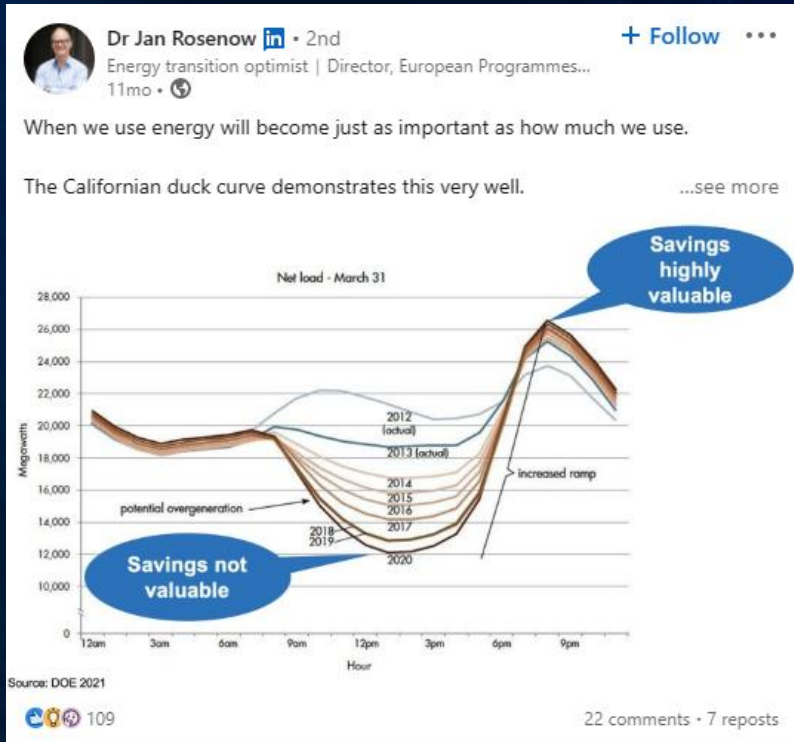 Dr Jan Rosenow in • 2nd
+ Follow •••
Energy transition optimist | Director, European Programmes...
11mo •
When we use energy will become just as important as how much we use.
The Californian duck curve demonstrates this very well.
...see more
Savings
highly
valuable
Net load - March 31
28,000
26,000
24,000
22,000
20,000
18,000
16,000
14,000
12,000
10,000
0
Megawatts
2012
(actual)
2013 (actual)
2014
2015
2016
2017
2018
2019
2020
increased ramp
potential overgeneration
Savings not
valuable
12am
3am
6am
9am
12pm
3pm
6pm
9pm
Hour
Source: DOE 2021
109
22 comments • 7 reposts